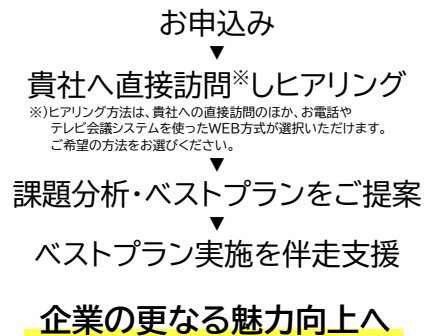 お申込み
▼
貴社へ直接訪問※しヒアリング
※)ヒアリング方法は、貴社への直接訪問のほか、お電話や
テレビ会議システムを使ったWEB方式が選択いただけます。
ご希望の方法をお選びください。
▼
課題分析・ベストプランをご提案
▼
ベストプラン実施を伴走支援
企業の更なる魅力向上へ